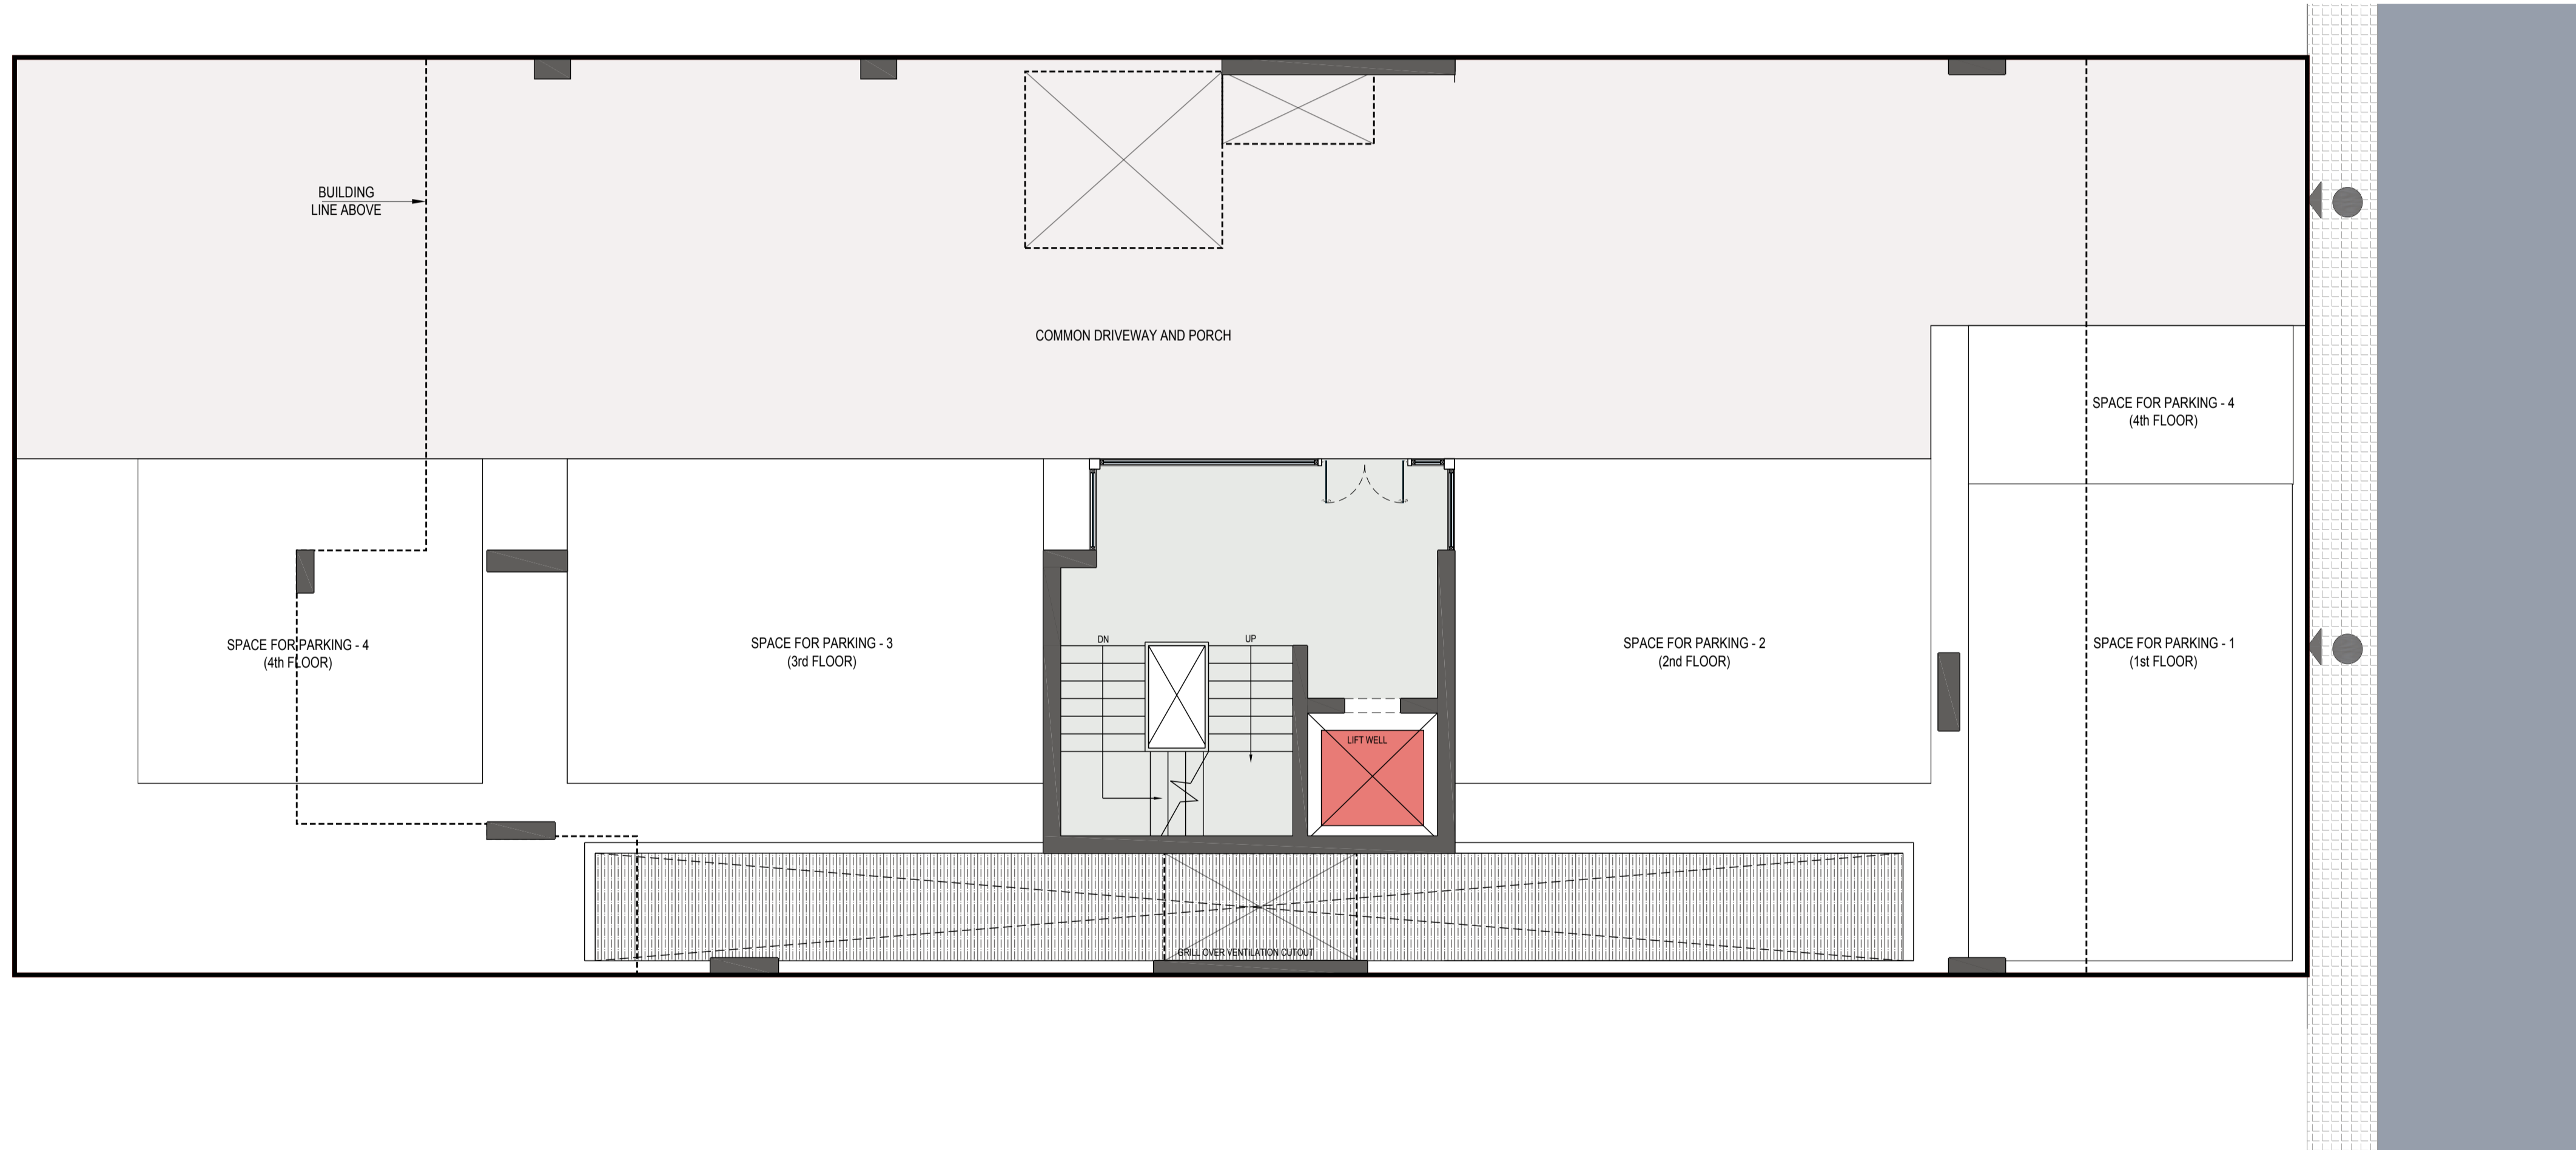 BUILDING
LINE ABOVE
COMMON DRIVEWAY AND PORCH
SPACE FOR PARKING - 4
(4th FLOOR)
SPACE FOR PARKING - 4
(4th FLOOR)
SPACE FOR PARKING - 3
(3rd FLOOR)
DN
UP
LIFT WELL
SPACE FOR PARKING - 2
(2nd FLOOR)
SPACE FOR PARKING - 1
(1st FLOOR)
GRILL OVER VENTILATION CUTOUT